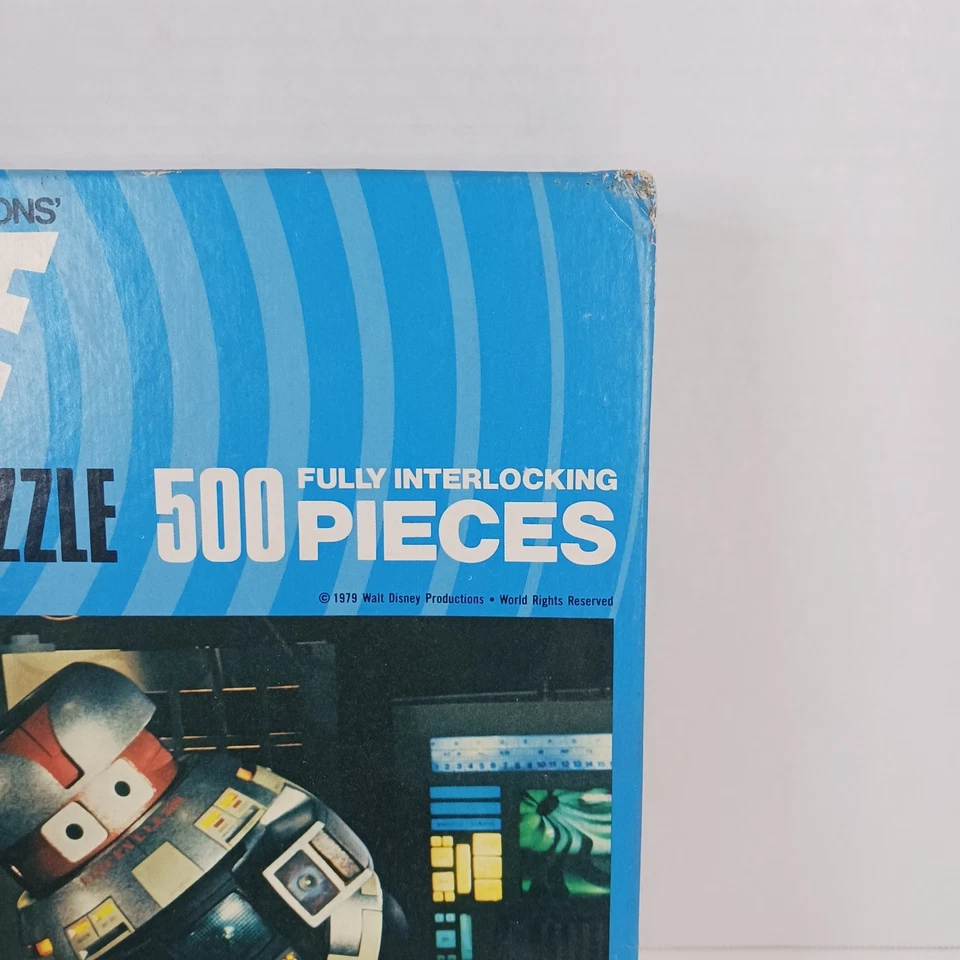 ONS'
ZZLE 500 FULLY INTERLOCKING
PIECES
© 1979 Walt Disney Productions • World Rights Reserved